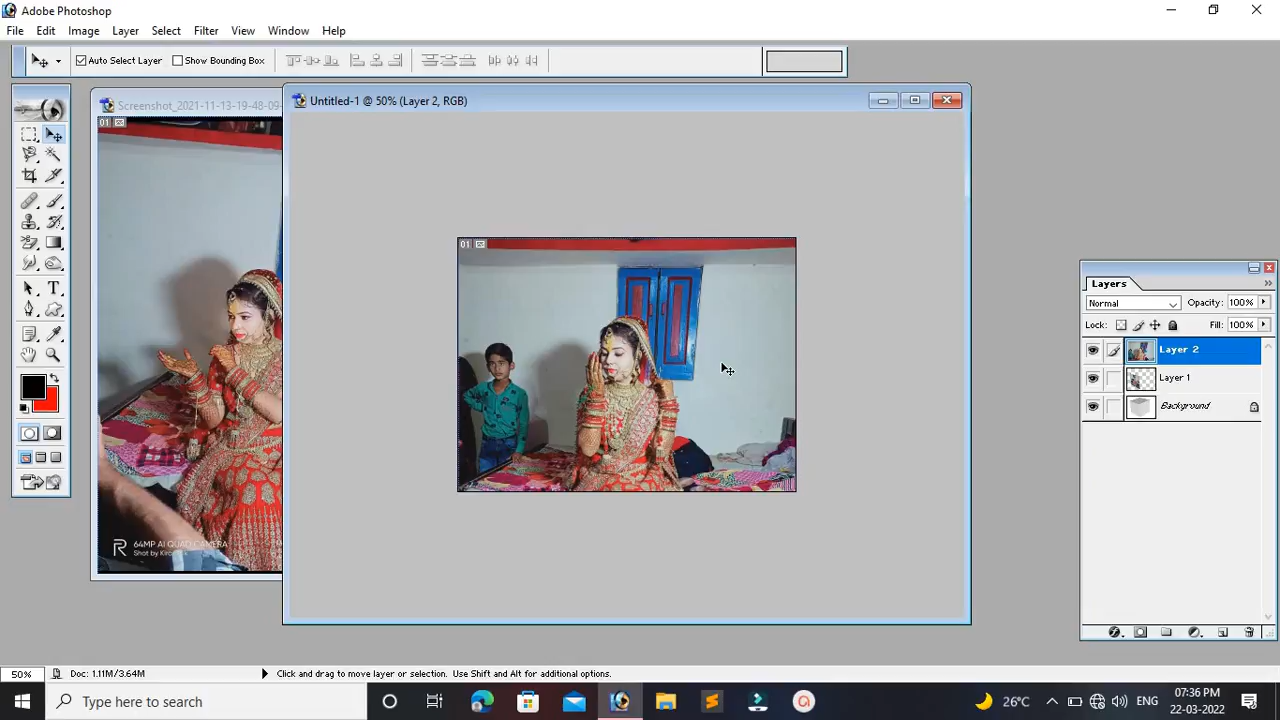 Adobe Photoshop
File Edit Image Layer Select Filter View Window Help
Auto Select Layer Show Bounding Box
Screenshot_2021-11-13-19-48-09-
Untitled-1 @ 50% (Layer 2, RGB)
01
01
64MP AI QUAD CAMERA
Shot by
Layers
Normal Opacity: 100%
Lock: Fill: 100%
Layer 2
Layer 1
Background
50% Doc: 1.11M/3.64M Click and drag to move layer or selection. Use Shift and Alt for additional options.
Type here to search
26°C ENG
07:36 PM
22-03-2022